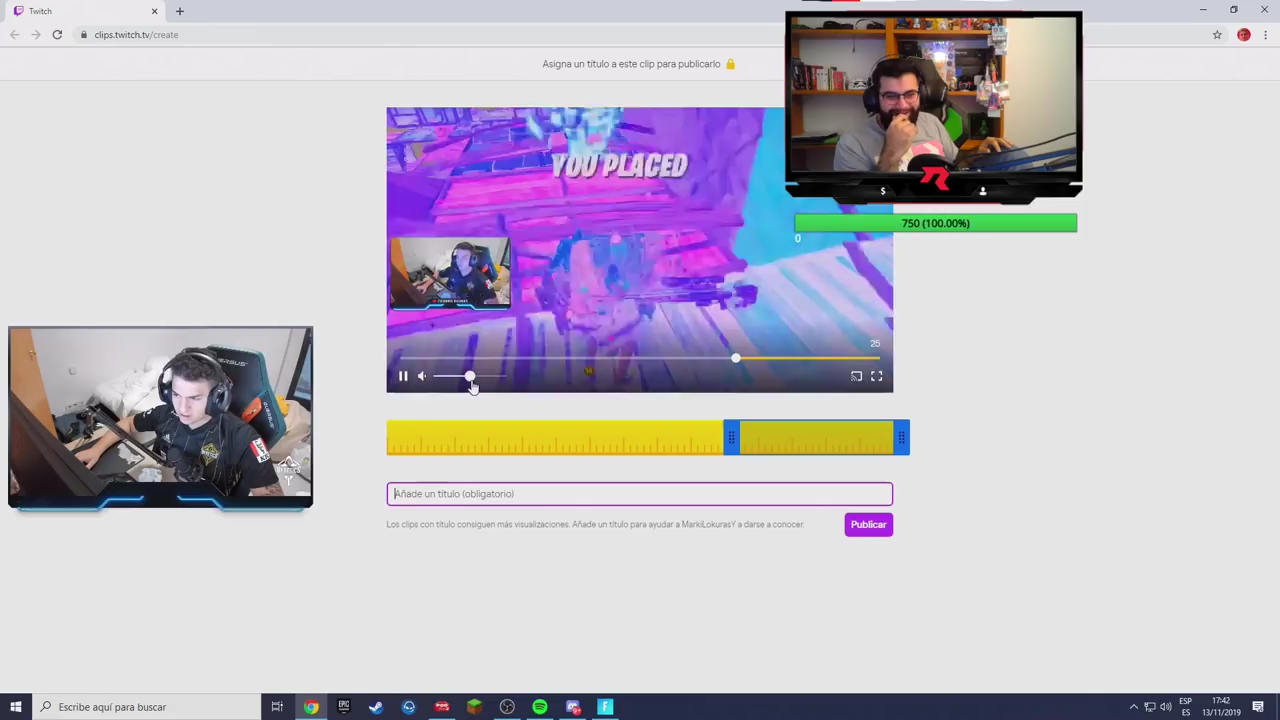 Twitch
clips.twitch.tv/create
Asigna un título a este clip para publicarlo
YOU PLACED
750 (100.00%)
0
25
Añade un título (obligatorio)
Los clips con título consiguen más visualizaciones. Añade un título para ayudar a MarkiLokurasY a darse a conocer.
Publicar
Escribe aquí para buscar
ESP
ES
17:42
13/11/2019